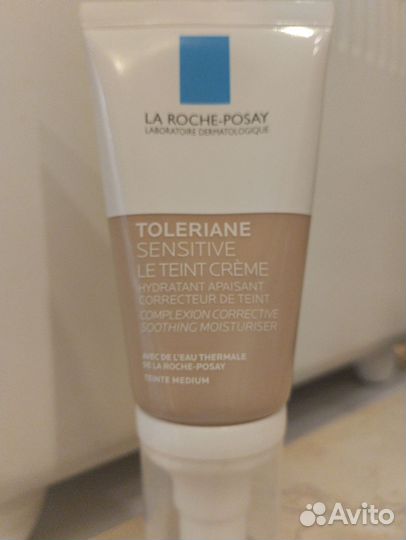 LA ROCHE-POSAY
LABORATOIRE DERMATOLOGIQUE
TOLERIANE
SENSITIVE
LE TEINT CRÈME
HYDRATANT APAISANT
CORRECTEUR DE TEINT
COMPLEXION CORRECTIVE
SOOTHING MOISTURISER
AVEC DE L'EAU THERMALE
DE LA ROCHE-POSAY
TEINTE MEDIUM
Avito